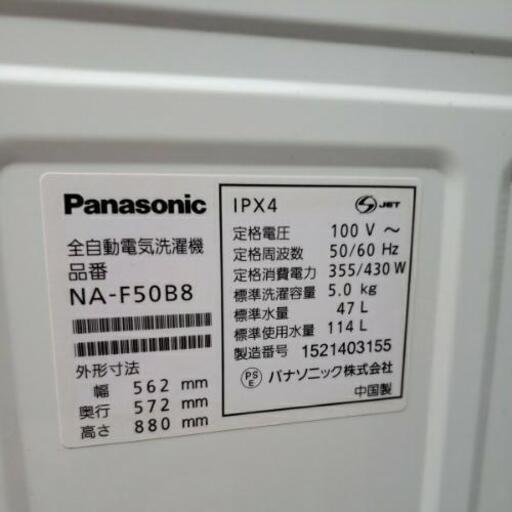 Panasonic
全自動電気洗濯機
品番
NA-F50B8
外形寸法
幅 562 mm
奥行 572 mm
高さ 880 mm
IPX4
S JET
定格電圧 100 V ～
定格周波数 50/60 Hz
定格消費電力 355/430 W
標準洗濯容量 5.0 kg
標準水量 47 L
標準使用水量 114 L
製造番号 1521403155
PS
E
パナソニック株式会社
中国製